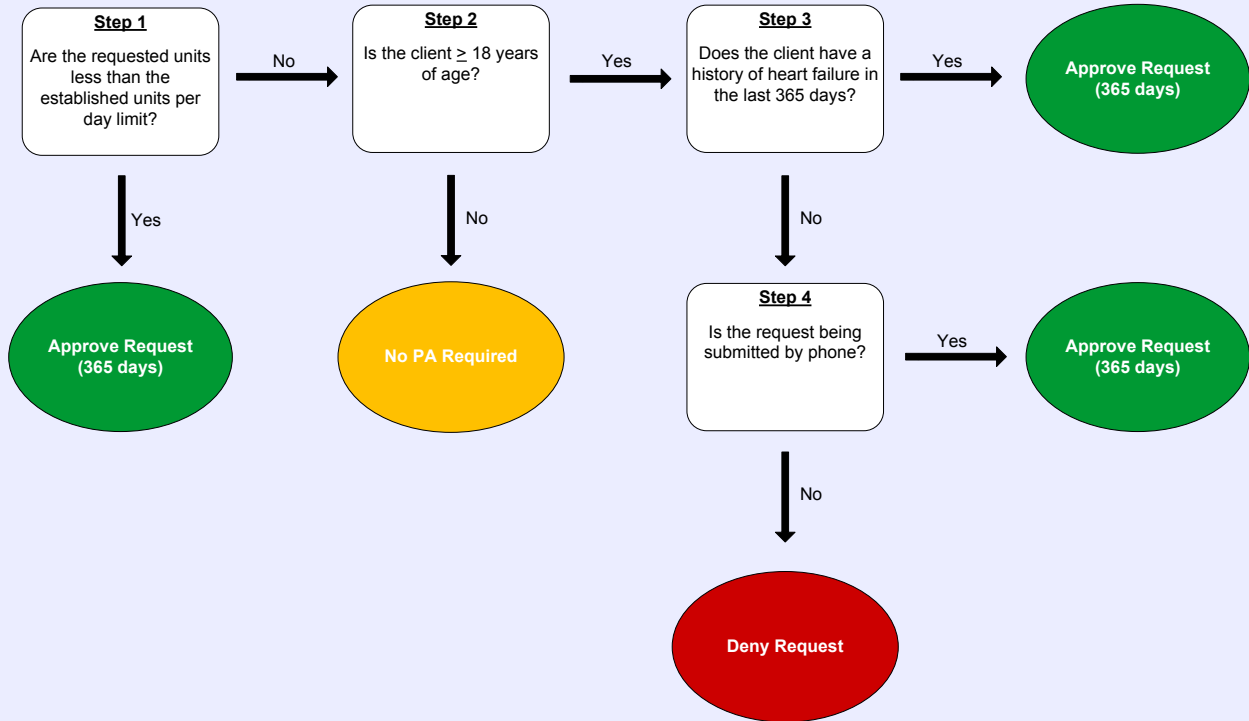 Step 1
Are the requested units
less than the
established units per
day limit?
No
Step 2
Is the client ≥ 18 years
of age?
Yes
Step 3
Does the client have a
history of heart failure in
the last 365 days?
Yes
Approve Request
(365 days)
Yes
No
No
Approve Request
(365 days)
No PA Required
Step 4
Is the request being
submitted by phone?
Yes
Approve Request
(365 days)
No
Deny Request